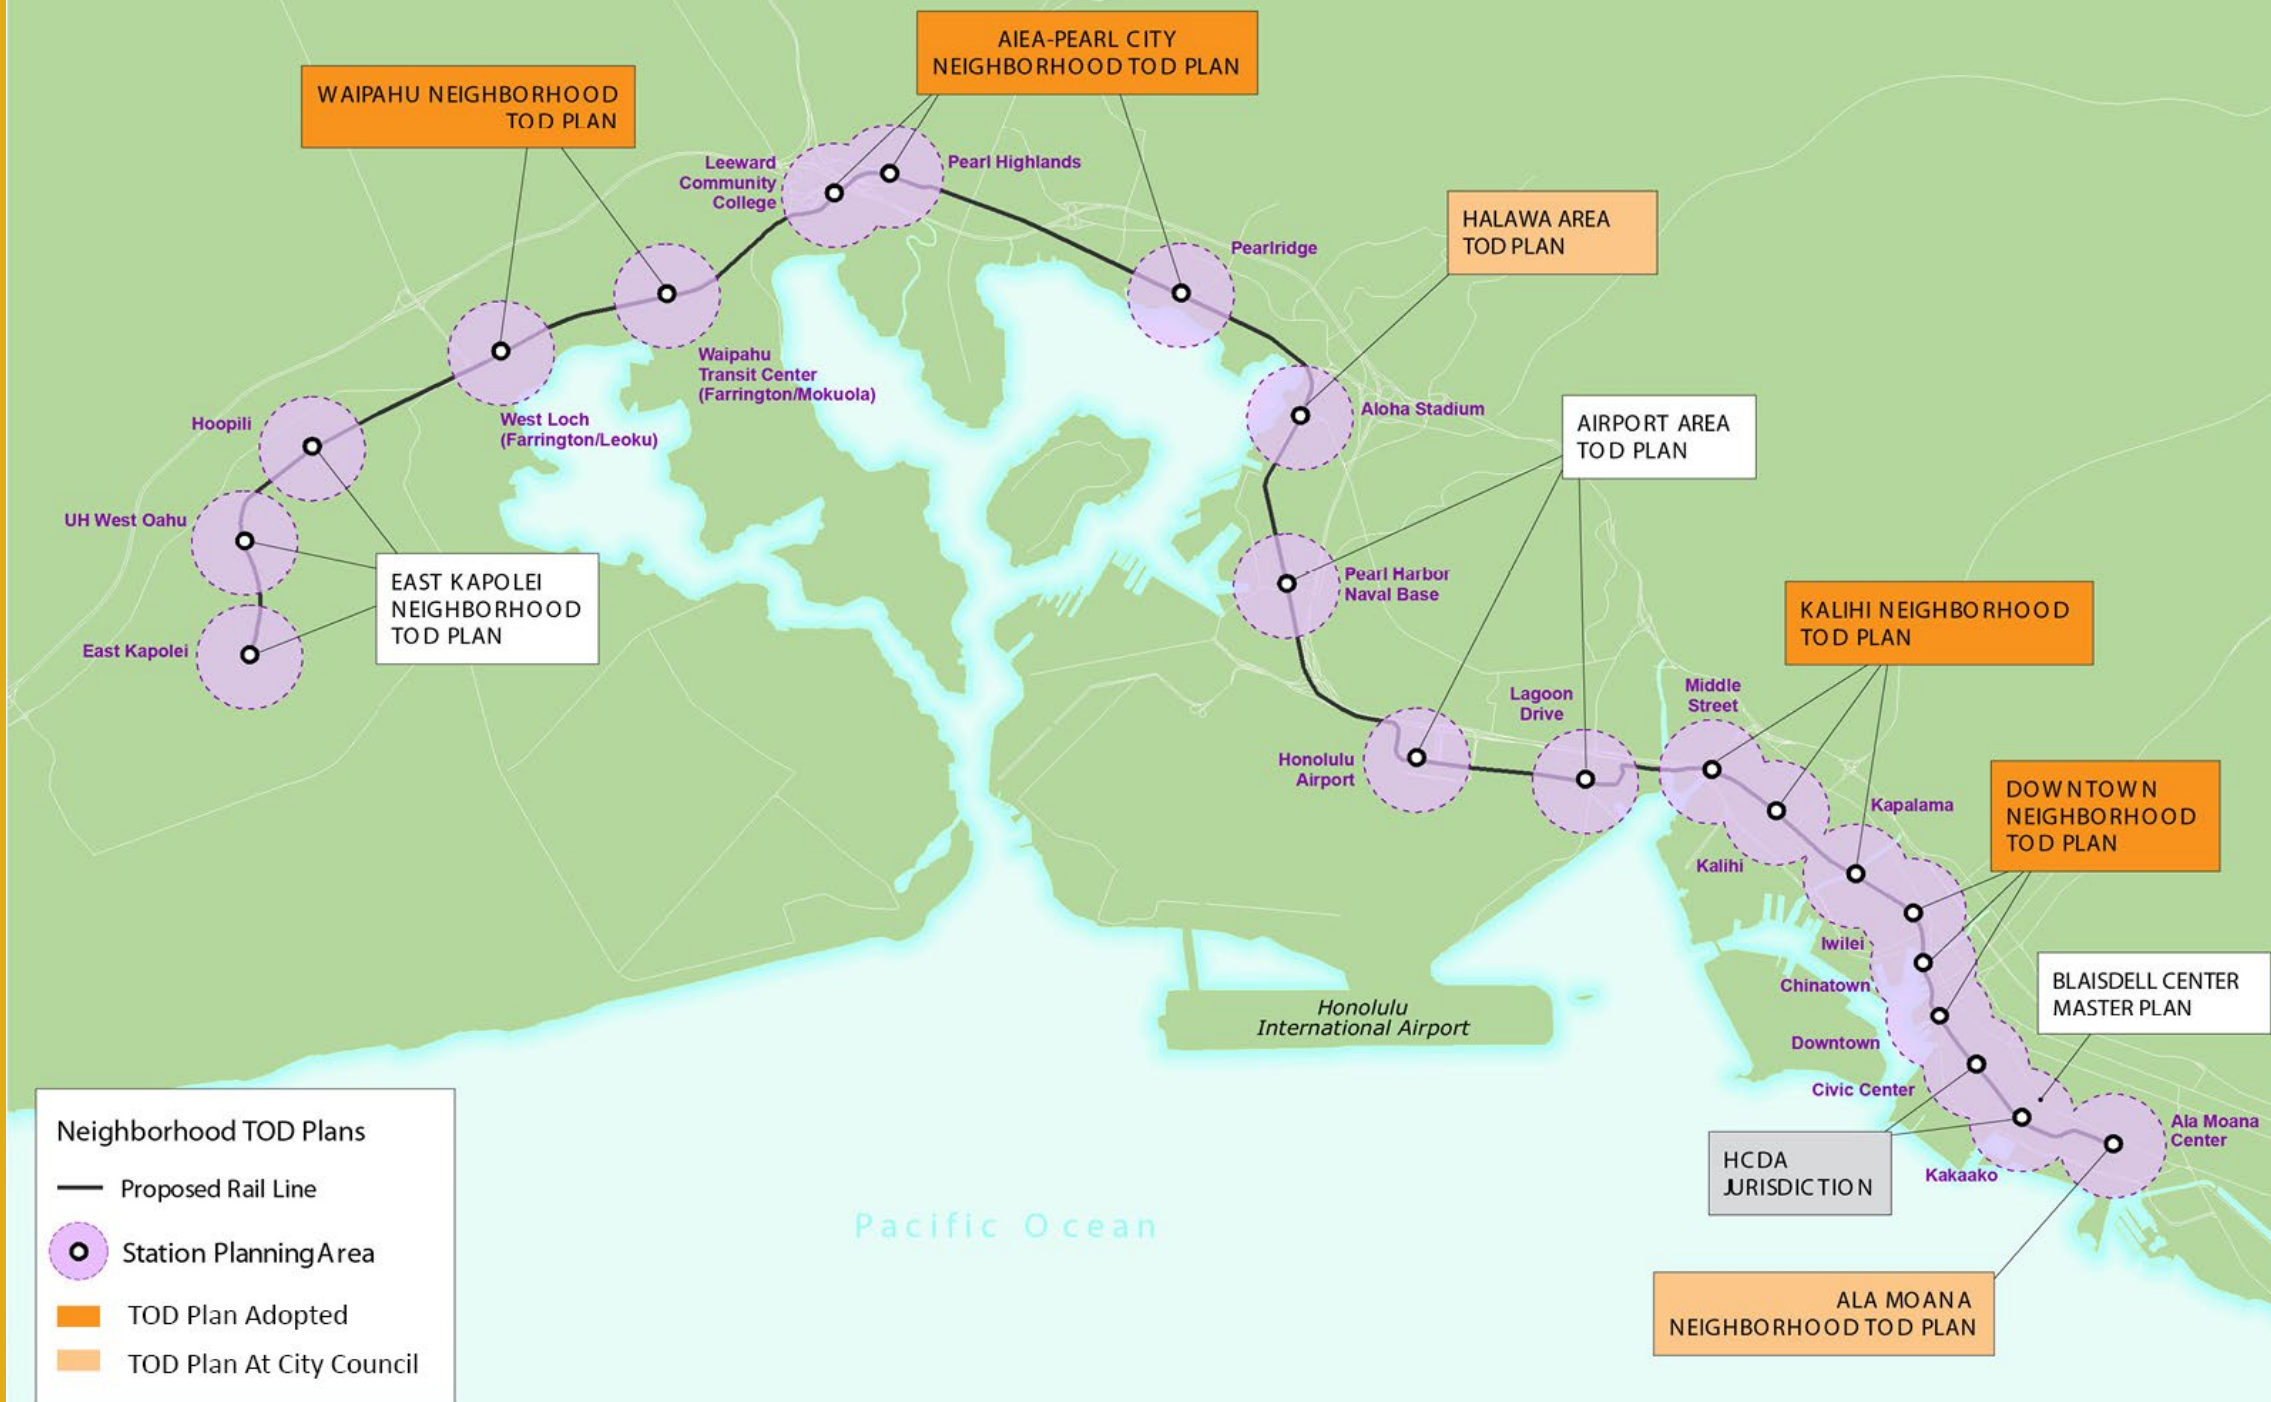 AIEA-PEARL CITY
NEIGHBORHOOD TOD PLAN
WAIPAHU NEIGHBORHOOD
TOD PLAN
Leeward
Community
College
Pearl Highlands
HALAWA AREA
TOD PLAN
Pearlridge
Waipahu
Transit Center
(Farrington/Mokuola)
Hoopili
West Loch
(Farrington/Leoku)
Aloha Stadium
AIRPORT AREA
TOD PLAN
UH West Oahu
EAST KAPOLEI
NEIGHBORHOOD
TOD PLAN
East Kapolei
Pearl Harbor
Naval Base
KALIHI NEIGHBORHOOD
TOD PLAN
Lagoon
Drive
Middle
Street
Honolulu
Airport
DOWNTOWN
NEIGHBORHOOD
TOD PLAN
Kapalama
Kalihi
Iwilei
Chinatown
BLAISDELL CENTER
MASTER PLAN
Honolulu
International Airport
Downtown
Civic Center
Ala Moana
Center
HCDA
JURISDICTION
Kakaako
Pacific Ocean
ALA MOANA
NEIGHBORHOOD TOD PLAN
Neighborhood TOD Plans
Proposed Rail Line
Station Planning Area
TOD Plan Adopted
TOD Plan At City Council